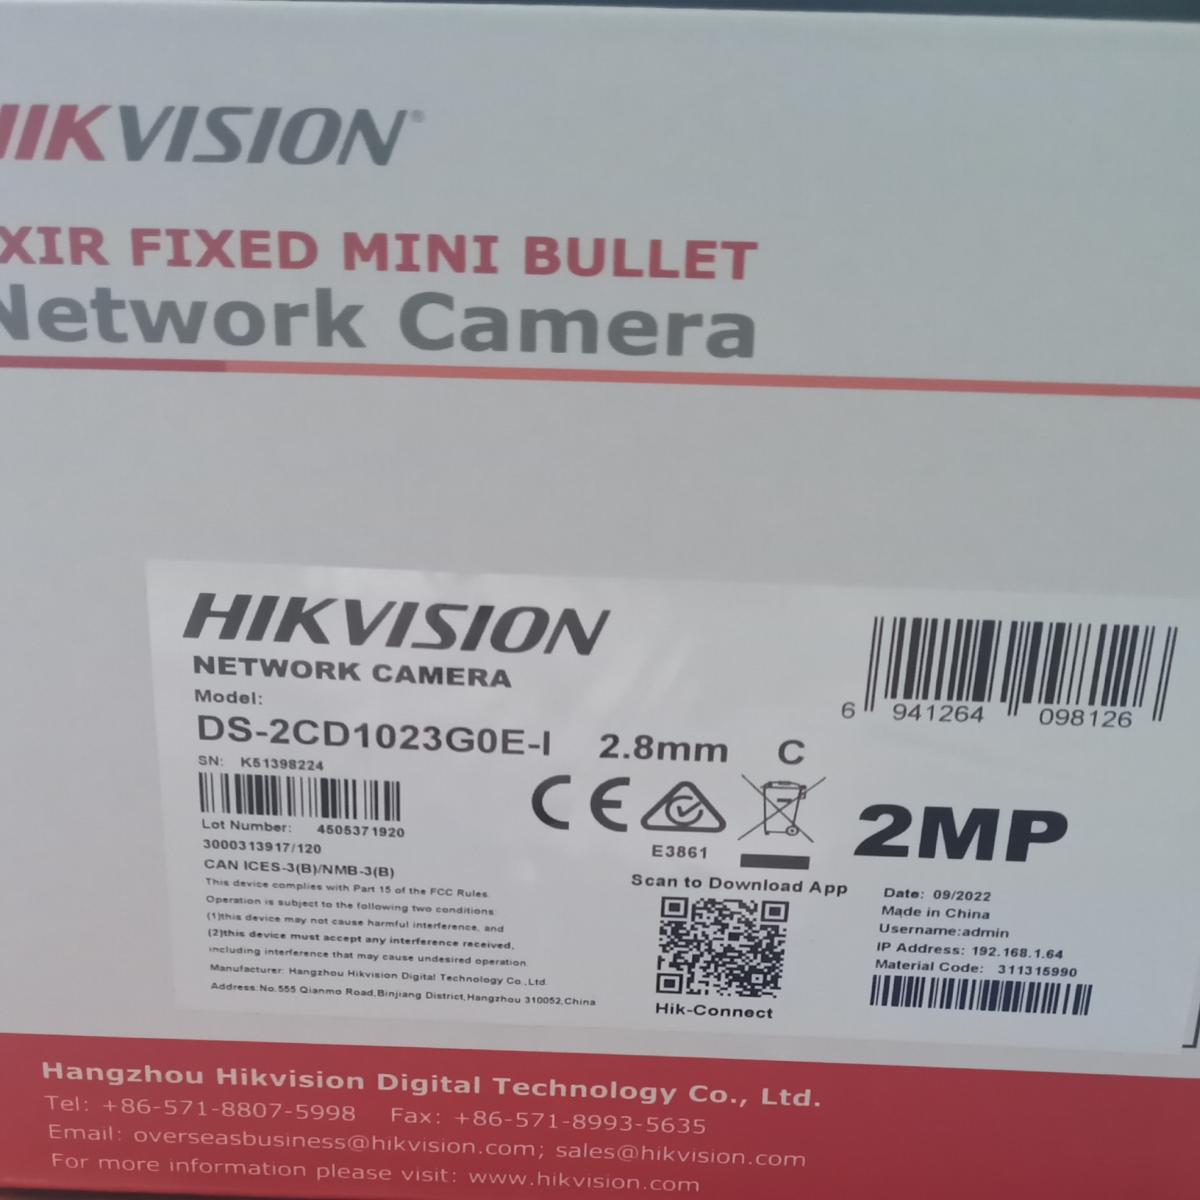 HIKVISION®
EXIR FIXED MINI BULLET
Network Camera
HIKVISION
NETWORK CAMERA
Model:
DS-2CD1023G0E-I 2.8mm C
SN: K51398224
Lot Number: 4505371920
3000313917/120
CAN ICES-3(B)/NMB-3(B)
This device complies with Part 15 of the FCC Rules.
Operation is subject to the following two conditions:
(1)this device may not cause harmful interference, and
(2)this device must accept any interference received,
including interference that may cause undesired operation.
Manufacturer: Hangzhou Hikvision Digital Technology Co.,Ltd.
Address:No.555 Qianmo Road,Binjiang District,Hangzhou 310052,China
CE
E3861
Scan to Download App
Hik-Connect
6 941264 098126
2MP
Date: 09/2022
Made in China
Username:admin
IP Address: 192.168.1.64
Material Code: 311315990
Hangzhou Hikvision Digital Technology Co., Ltd.
Tel: +86-571-8807-5998 Fax: +86-571-8993-5635
Email: overseasbusiness@hikvision.com; sales@hikvision.com
For more information please visit: www.hikvision.com